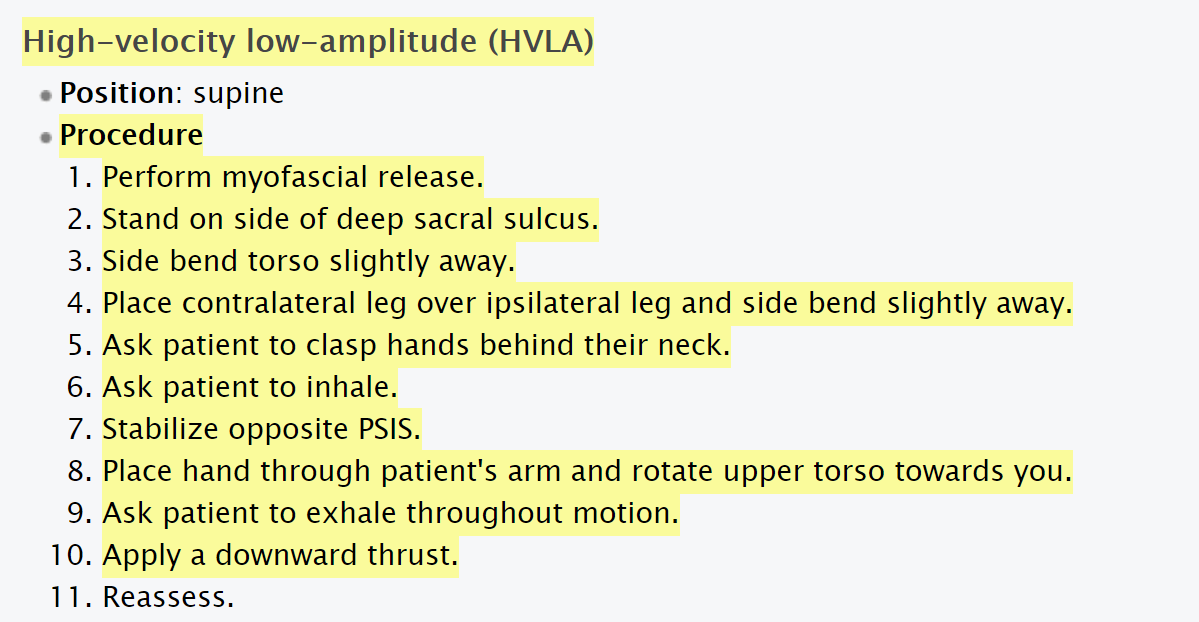 High-velocity low-amplitude (HVLA)
Position: supine
Procedure
1. Perform myofascial release.
2. Stand on side of deep sacral sulcus.
3. Side bend torso slightly away.
4. Place contralateral leg over ipsilateral leg and side bend slightly away.
5. Ask patient to clasp hands behind their neck.
6. Ask patient to inhale.
7. Stabilize opposite PSIS.
8. Place hand through patient's arm and rotate upper torso towards you.
9. Ask patient to exhale throughout motion.
10. Apply a downward thrust.
11. Reassess.